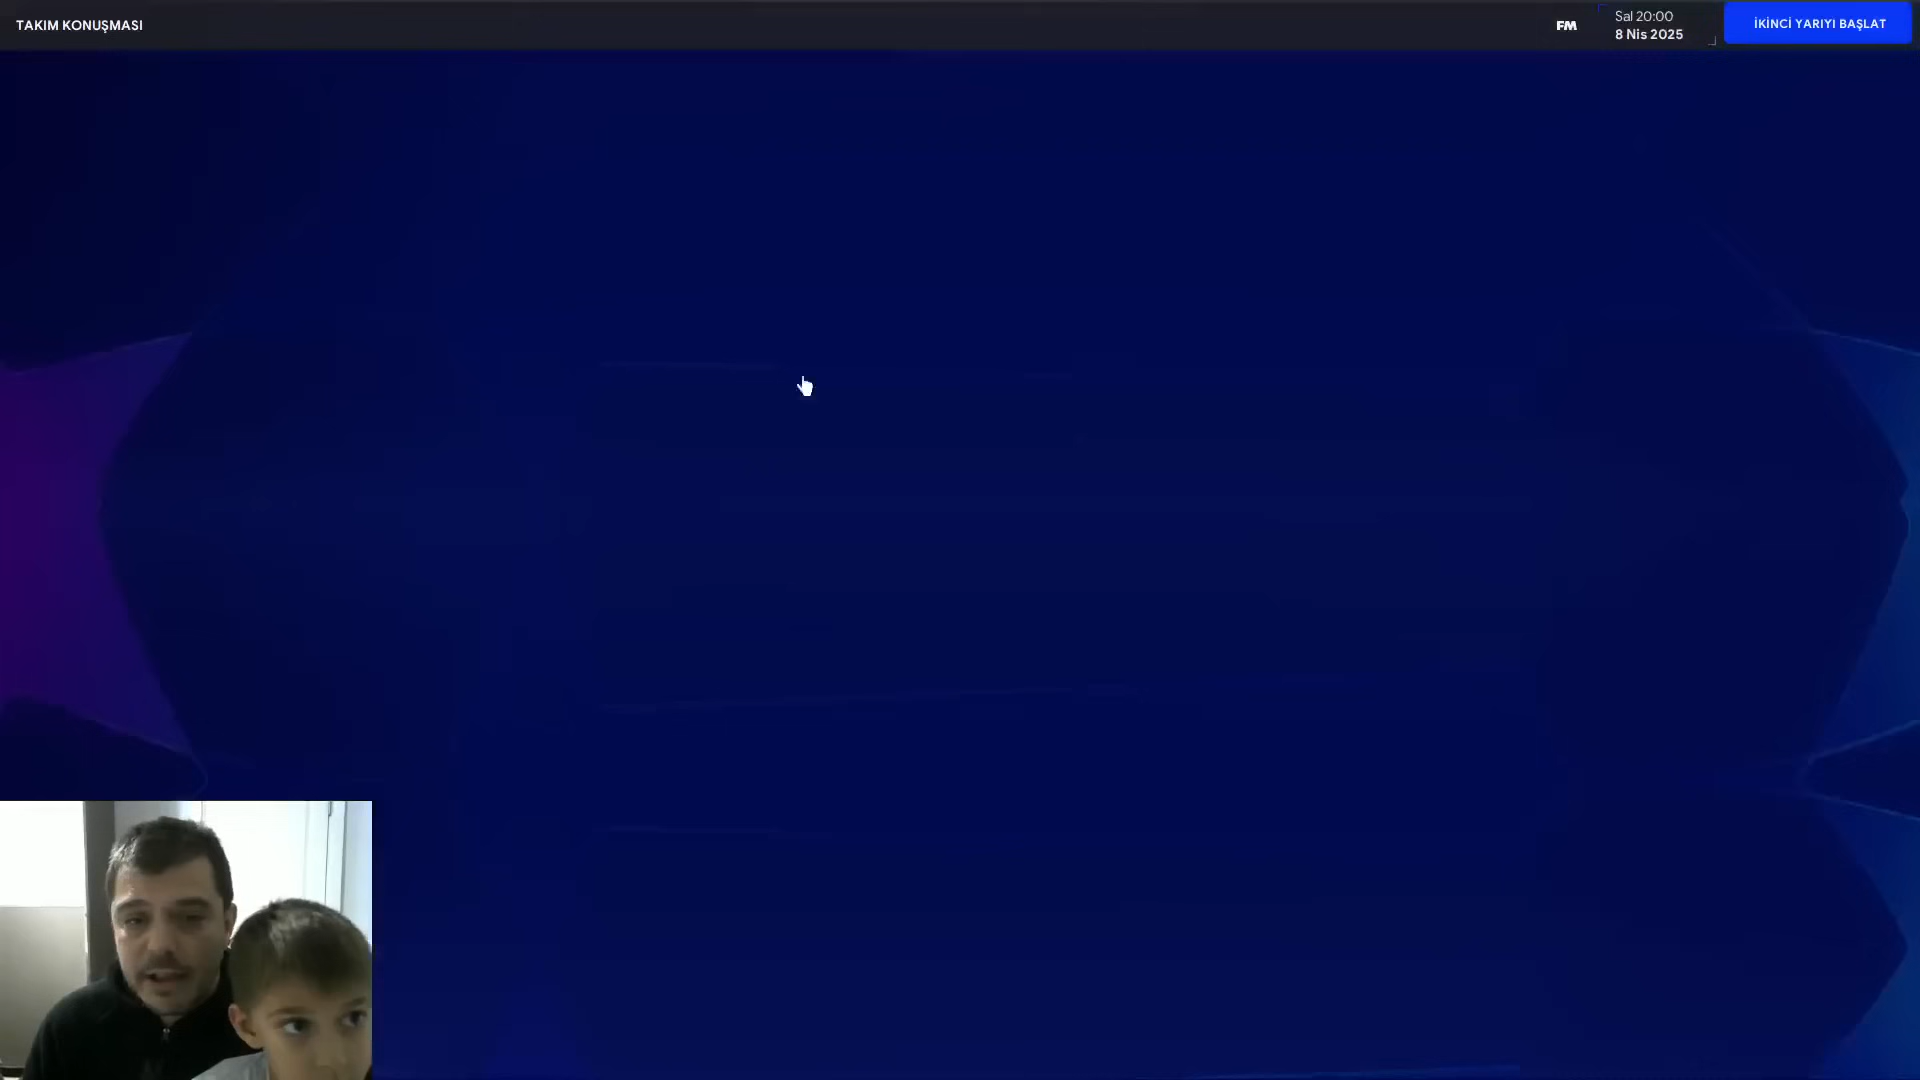 TAKIM KONUŞMASI
FM
Sal 20:00
8 Nis 2025
İKİNCİ YARIYI BAŞLAT